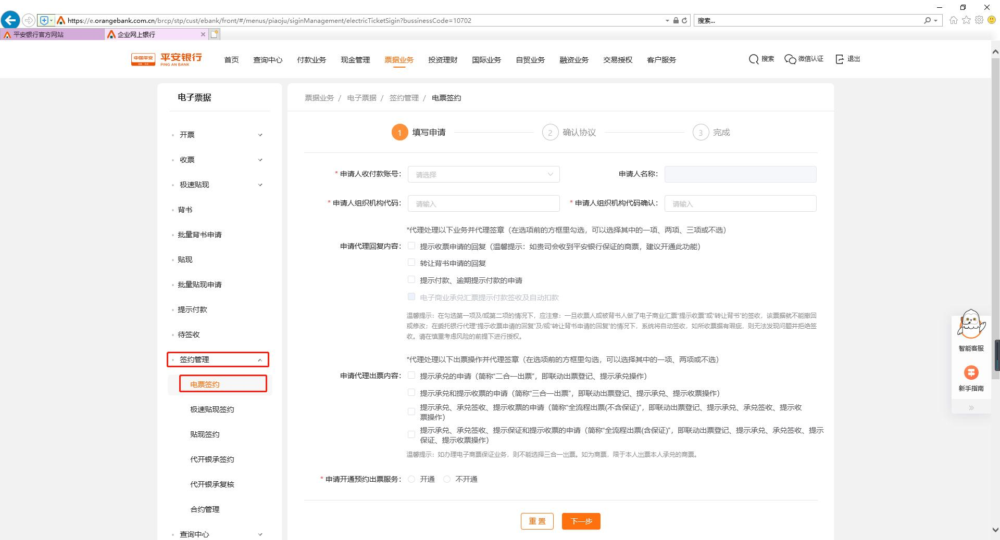 https://e.orangebank.com.cn/brcp/stp/cust/ebank/front/#/menus/piaoju/siginManagement/electricTicketSigin?bussinessCode=10702
搜索...
平安银行官方网站
企业网上银行
中国平安
平安银行
PING AN BANK
首页 查询中心 付款业务 现金管理 票据业务 投资理财 国际业务 自贸业务 融资业务 交易授权 客户服务
搜索 微信认证 退出
电子票据
开票
收票
极速贴现
背书
批量背书申请
贴现
批量贴现申请
提示付款
待签收
签约管理
电票签约
极速贴现签约
贴现签约
代开银承签约
代开银承复核
合约管理
查询中心
票据业务 / 电子票据 / 签约管理 / 电票签约
1 填写申请 2 确认协议 3 完成
* 申请人收付款账号: 请选择 申请人名称:
* 申请人组织机构代码: 请输入 * 申请人组织机构代码确认: 请输入
*代理处理以下业务并代理签章（在选项前的方框里勾选，可以选择其中的一项、两项、三项或不选）
申请代理回复内容: 提示收票申请的回复（温馨提示：如贵司会收到平安银行保证的商票，建议开通此功能）
转让背书申请的回复
提示付款、逾期提示付款的申请
电子商业承兑汇票提示付款签收及自动扣款
温馨提示：在勾选第一项及/或第二项的情况下，应注意：一旦收票人或被背书人做了电子商业汇票“提示收票”或“转让背书”的签收，该票据就不能撤回
或修改；在委托银行代理“提示收票申请的回复”及/或“转让背书申请的回复”的情况下，系统将自动签收，如所收票据有瑕疵，则无法发现问题并拒绝签
收。请在慎重考虑风险的前提下进行授权。
*代理处理以下出票操作并代理签章（在选项前的方框里勾选，可以选择其中的一项、两项或不选）
申请代理出票内容: 提示承兑的申请（简称“二合一出票”，即联动出票登记、提示承兑操作）
提示承兑和提示收票的申请（简称“三合一出票”，即联动出票登记、提示承兑、提示收票操作）
提示承兑、承兑签收、提示收票的申请（简称“全流程出票(不含保证)”，即联动出票登记、提示承兑、承兑签收、提示收
票操作）
提示承兑、承兑签收、提示保证和提示收票的申请（简称“全流程出票(含保证)”，即联动出票登记、提示承兑、承兑签收、提示
保证、提示收票操作）
温馨提示：如办理电子商票保证业务，则不能选择三合一出票。如为商票，限于本人出票本人承兑的商票。
* 申请开通预约出票服务: 开通 不开通
重 置 下一步
智能客服
新手指南